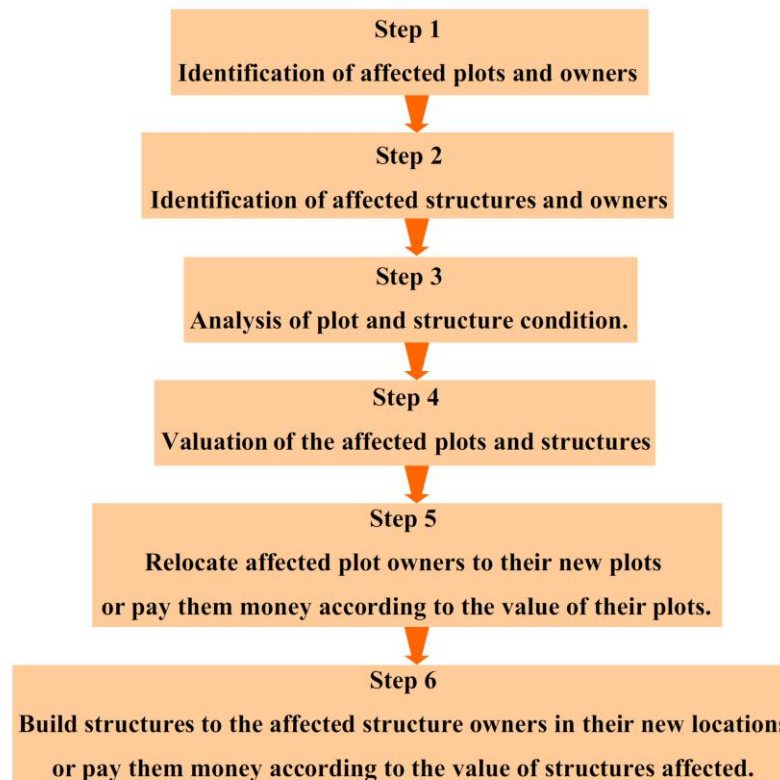 Step 1
Identification of affected plots and owners
Step 2
Identification of affected structures and owners
Step 3
Analysis of plot and structure condition.
Step 4
Valuation of the affected plots and structures
Step 5
Relocate affected plot owners to their new plots
or pay them money according to the value of their plots.
Step 6
Build structures to the affected structure owners in their new locations
or pay them money according to the value of structures affected.